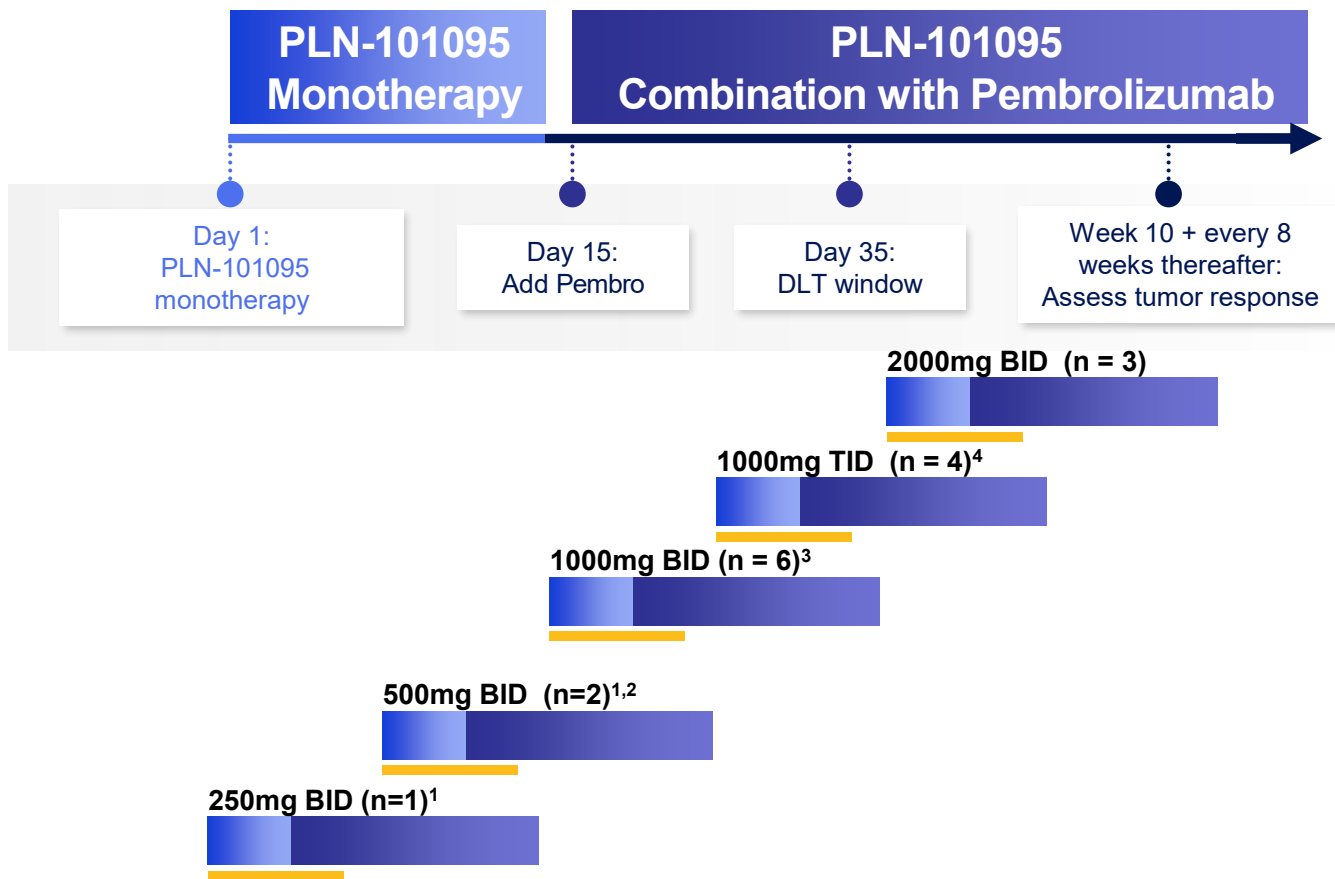 PLN-101095
Monotherapy
PLN-101095
Combination with Pembrolizumab
Day 1:
PLN-101095
monotherapy
Day 15:
Add Pembro
Day 35:
DLT window
Week 10 + every 8
weeks thereafter:
Assess tumor response
2000mg BID  (n = 3)
1000mg TID  (n = 4)⁴
1000mg BID (n = 6)³
500mg BID  (n=2)¹,²
250mg BID (n=1)¹